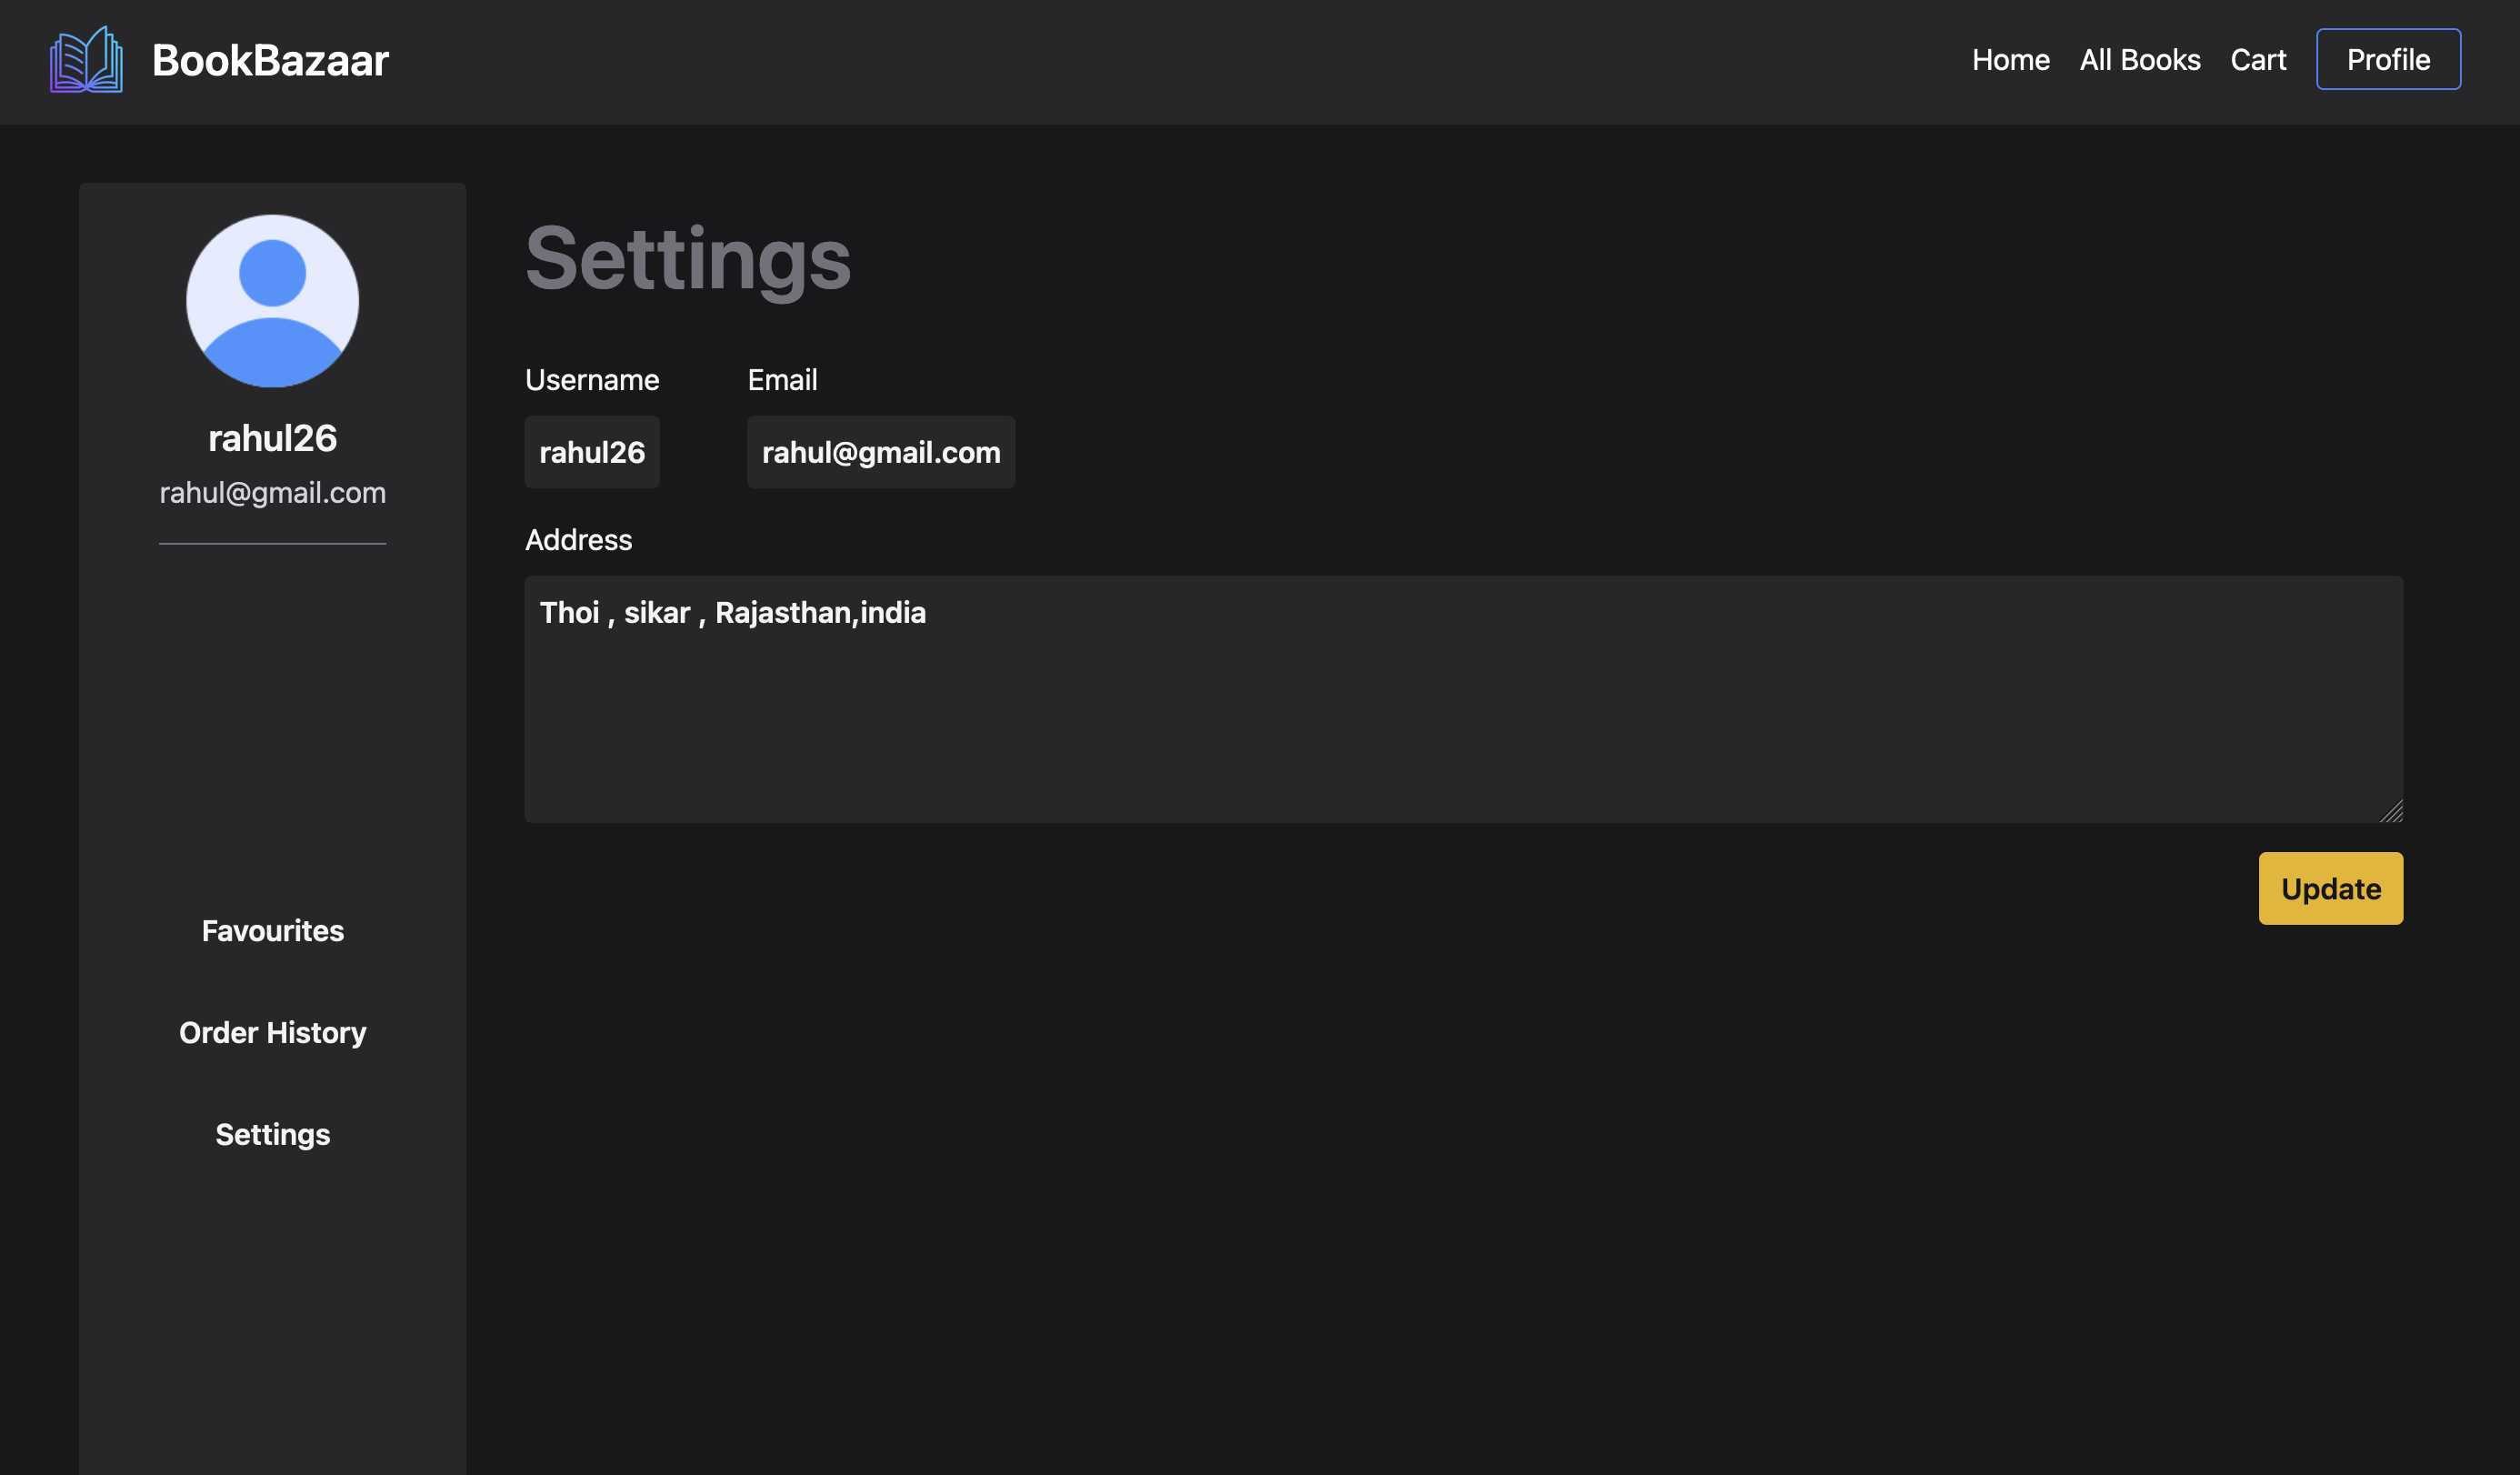 BookBazaar
Home All Books Cart Profile
rahul26
rahul@gmail.com
Favourites
Order History
Settings
Settings
Username Email
rahul26 rahul@gmail.com
Address
Thoi , sikar , Rajasthan,india
Update